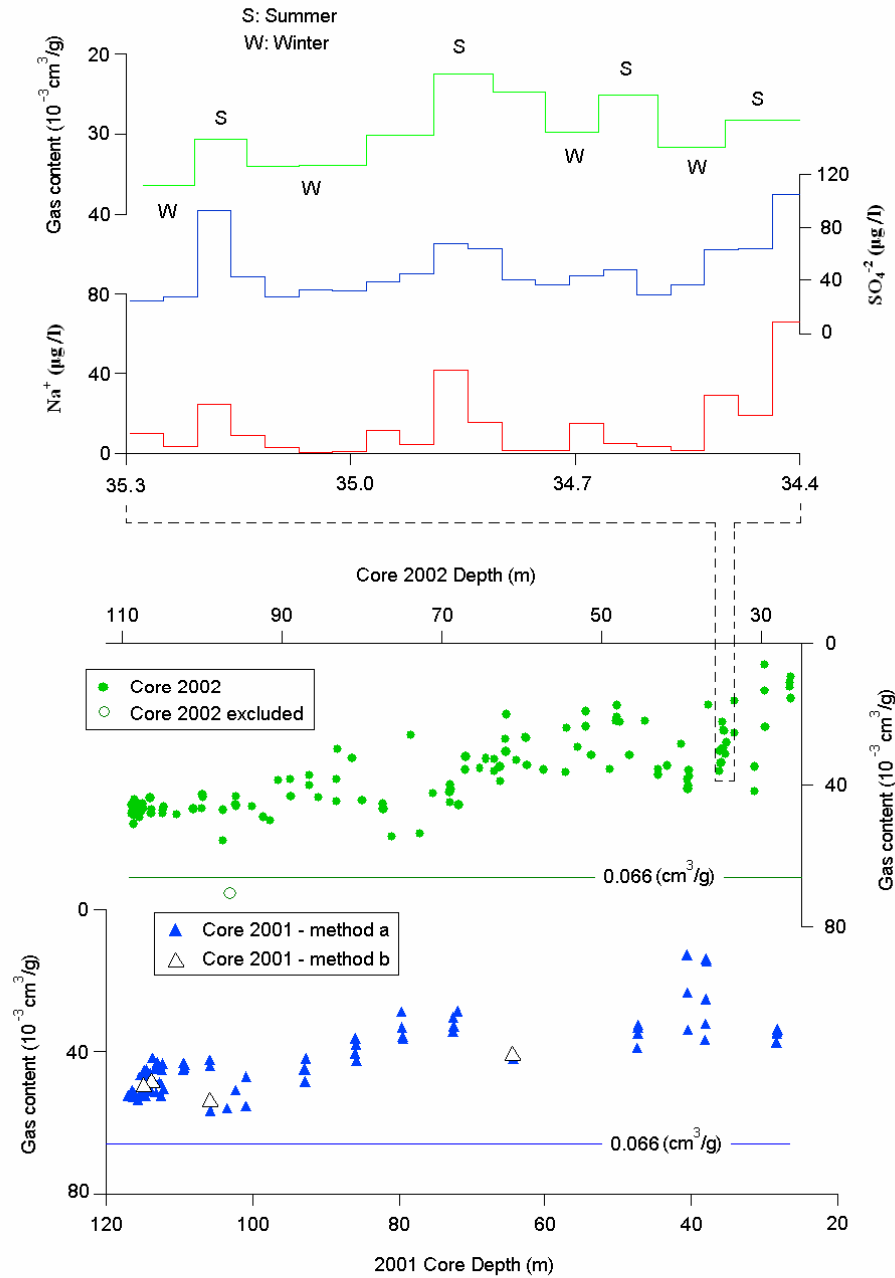 S: Summer
W: Winter
Gas content (10⁻³cm³/g)
20
30
40
S
S
S
S
W
W
W
W
SO₄⁻² (µg /l)
120
80
40
0
Na⁺ (µg /l)
80
40
0
35.3
35.0
34.7
34.4
Core 2002 Depth (m)
110
90
70
50
30
Core 2002
Core 2002 excluded
0
40
80
Gas content (10⁻³ cm³/g)
0.066 (cm³/g)
Core 2001 - method a
Core 2001 - method b
Gas content (10⁻³ cm³/g)
0
40
80
0.066 (cm³/g)
120
100
80
60
40
20
2001 Core Depth (m)